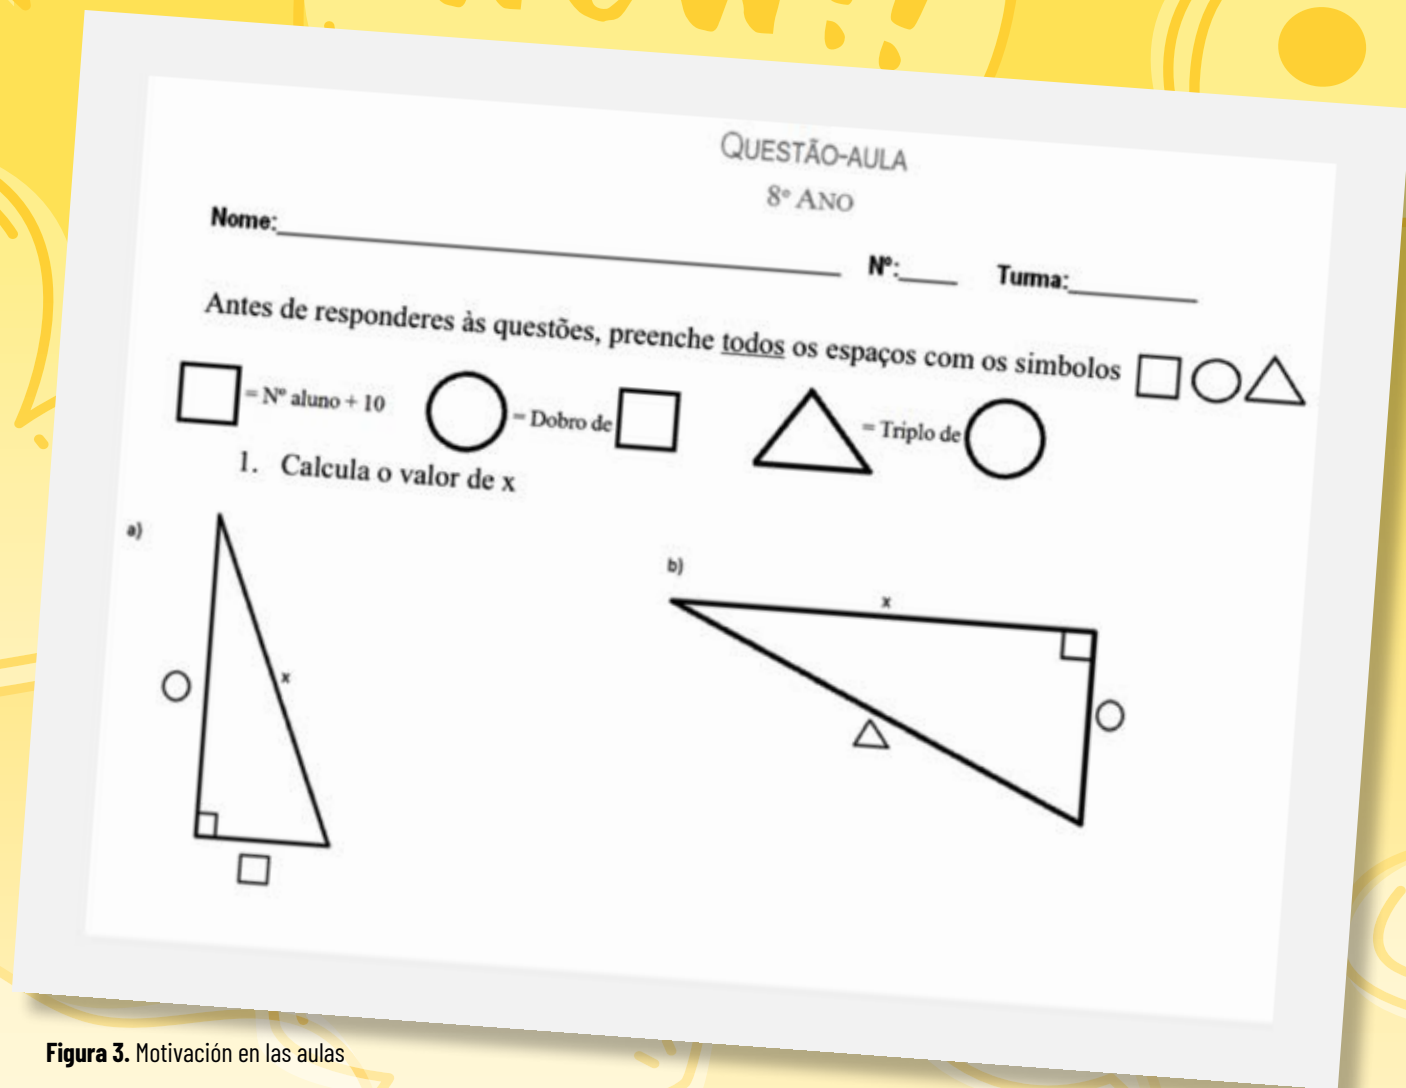 QUESTÃO-AULA
8º ANO
Nome:
Nº:
Turma:
Antes de responderes às questões, preenche todos os espaços com os simbolos
= Nº aluno + 10
= Dobro de
= Triplo de
1. Calcula o valor de x
a)
x
b)
x
Figura 3. Motivación en las aulas